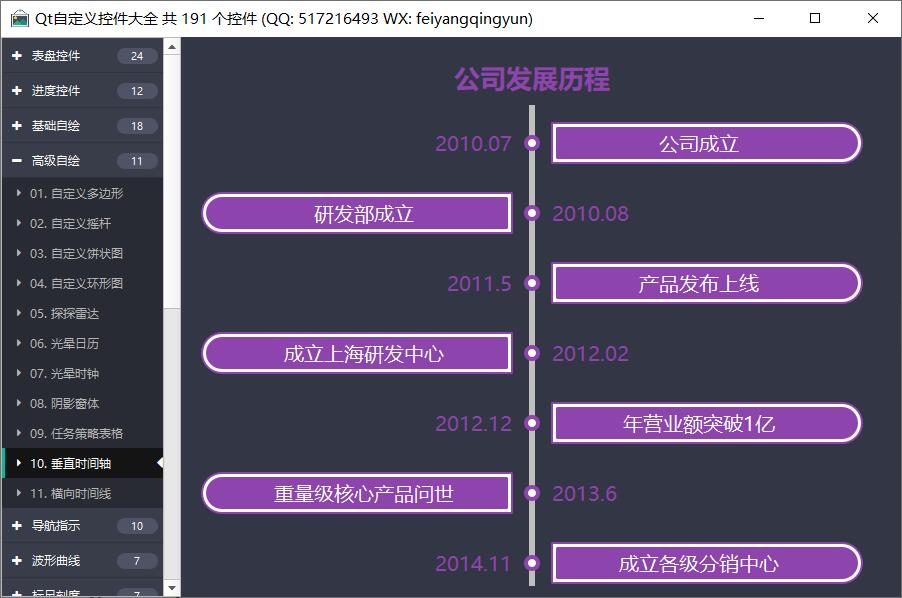 Qt自定义控件大全 共 191 个控件 (QQ: 517216493 WX: feiyangqingyun)
表盘控件 24
进度控件 12
基础自绘 18
高级自绘 11
01. 自定义多边形
02. 自定义摇杆
03. 自定义饼状图
04. 自定义环形图
05. 探探雷达
06. 光晕日历
07. 光晕时钟
08. 阴影窗体
09. 任务策略表格
10. 垂直时间轴
11. 横向时间线
导航指示 10
波形曲线 7
标尺刻度 7
公司发展历程
2010.07 公司成立
研发部成立 2010.08
2011.5 产品发布上线
成立上海研发中心 2012.02
2012.12 年营业额突破1亿
重量级核心产品问世 2013.6
2014.11 成立各级分销中心